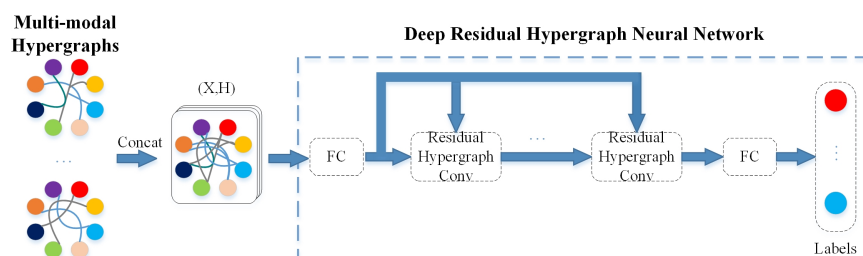 Multi-modal
Hypergraphs
Deep Residual Hypergraph Neural Network
(X,H)
Concat
...
FC
Residual
Hypergraph
Conv
...
Residual
Hypergraph
Conv
FC
...
Labels